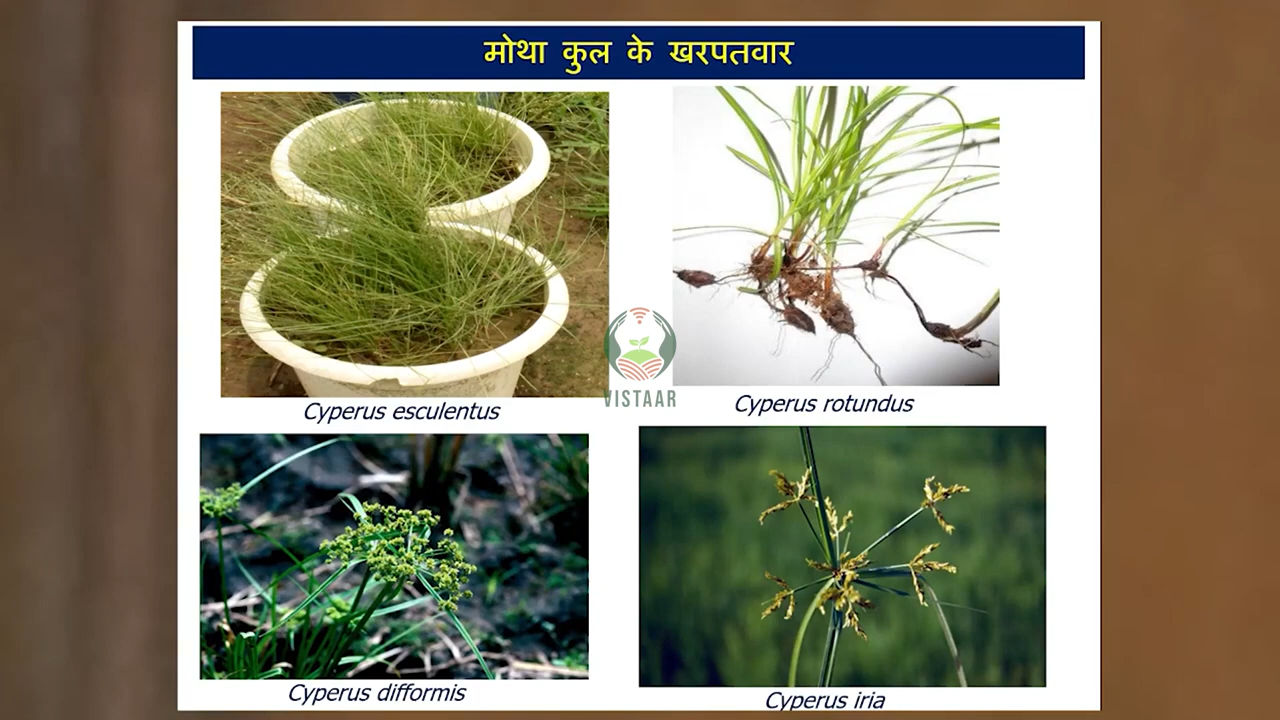 मोथा कुल के खरपतवार
Cyperus esculentus
Cyperus rotundus
VISTAAR
Cyperus difformis
Cyperus iria